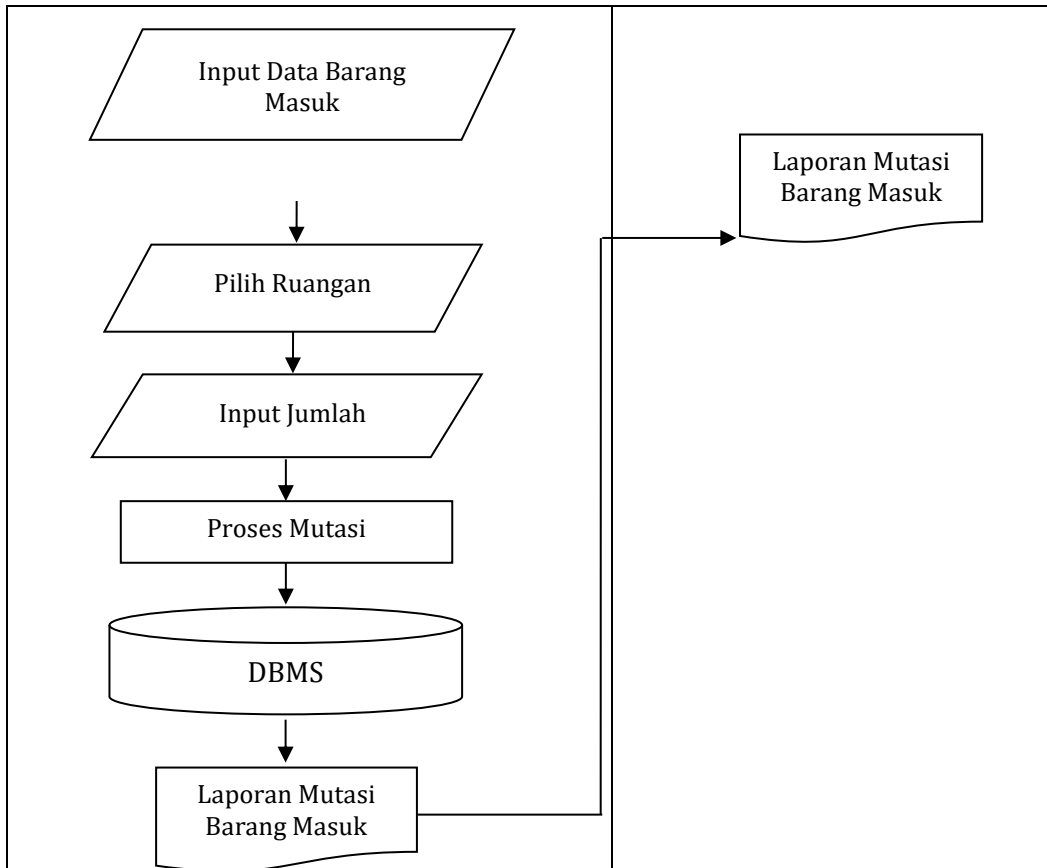 Input Data Barang
Masuk
Pilih Ruangan
Input Jumlah
Proses Mutasi
DBMS
Laporan Mutasi
Barang Masuk
Laporan Mutasi
Barang Masuk